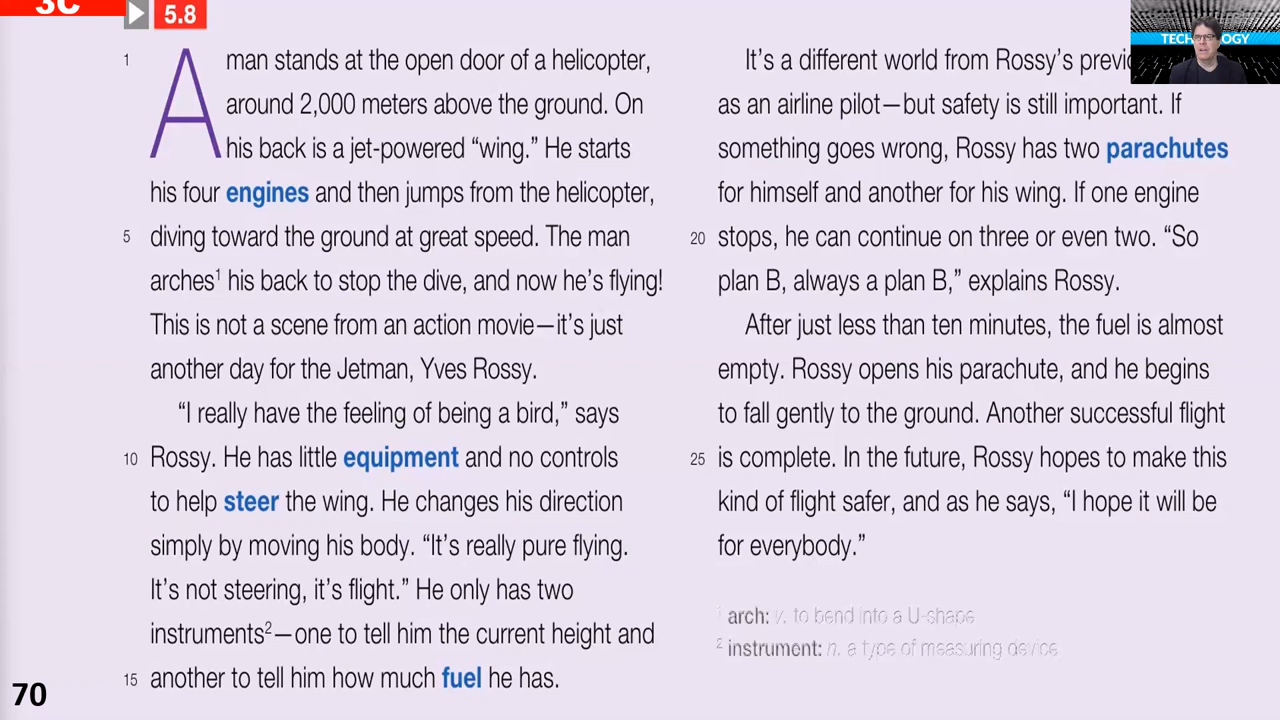 3C
5.8
1
A man stands at the open door of a helicopter,
around 2,000 meters above the ground. On
his back is a jet-powered “wing.” He starts
his four engines and then jumps from the helicopter,
5 diving toward the ground at great speed. The man
arches1 his back to stop the dive, and now he’s flying!
This is not a scene from an action movie—it’s just
another day for the Jetman, Yves Rossy.
“I really have the feeling of being a bird,” says
10 Rossy. He has little equipment and no controls
to help steer the wing. He changes his direction
simply by moving his body. “It’s really pure flying.
It’s not steering, it’s flight.” He only has two
instruments2—one to tell him the current height and
15 another to tell him how much fuel he has.
It’s a different world from Rossy’s
as an airline pilot—but safety is still important. If
something goes wrong, Rossy has two parachutes
for himself and another for his wing. If one engine
20 stops, he can continue on three or even two. “So
plan B, always a plan B,” explains Rossy.
After just less than ten minutes, the fuel is almost
empty. Rossy opens his parachute, and he begins
to fall gently to the ground. Another successful flight
25 is complete. In the future, Rossy hopes to make this
kind of flight safer, and as he says, “I hope it will be
for everybody.”
1 arch: v. to bend into a U-shape
2 instrument: n. a type of measuring device
70